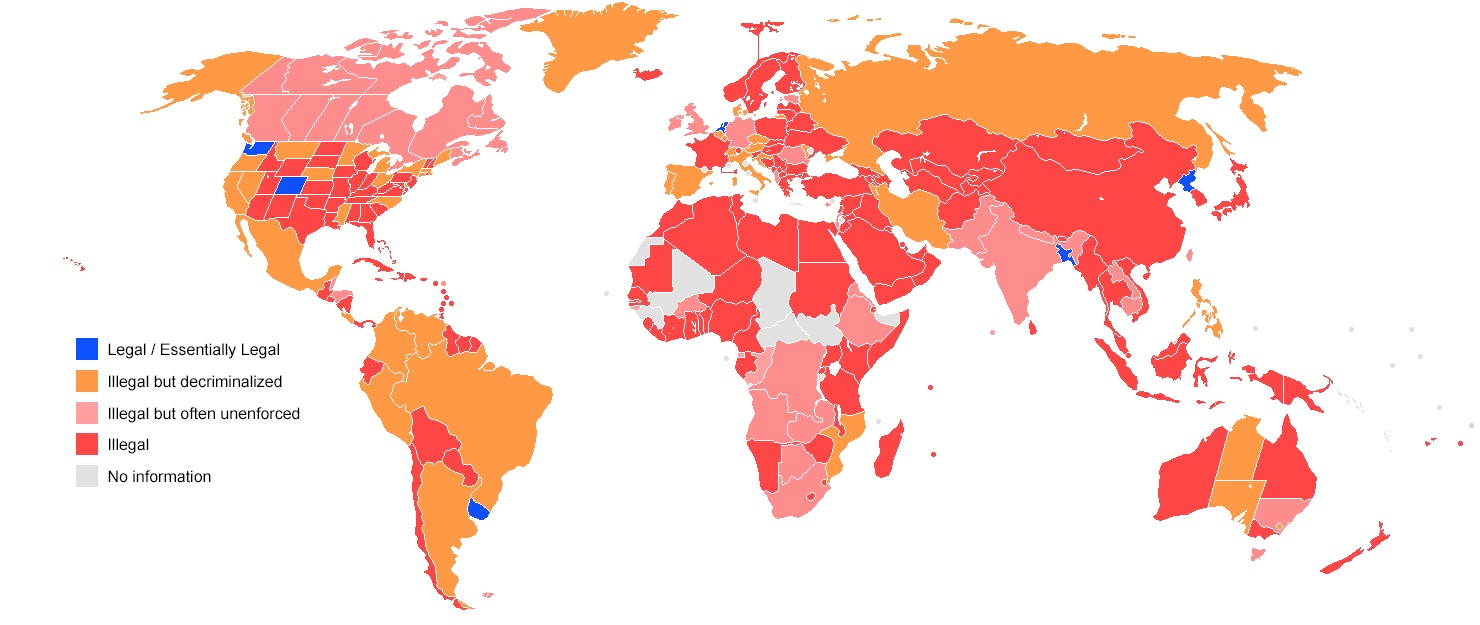 Legal / Essentially Legal
Illegal but decriminalized
Illegal but often unenforced
Illegal
No information